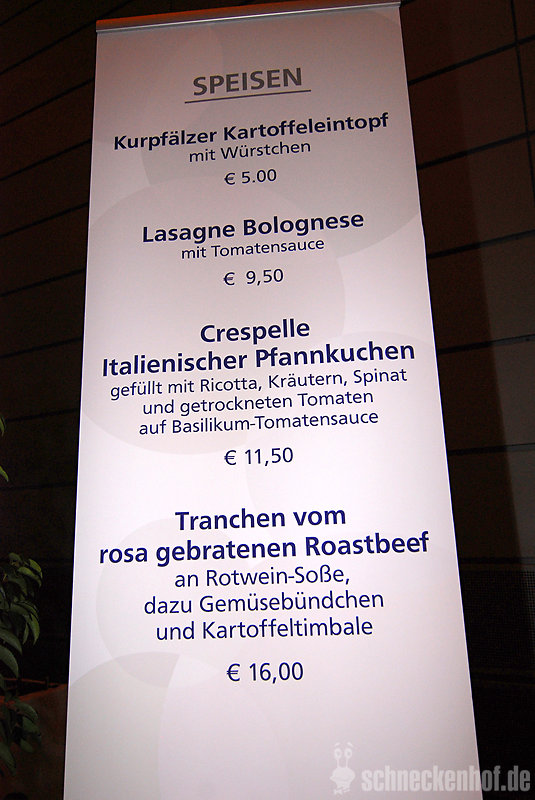 SPEISEN
Kurpfälzer Kartoffeleintopf
mit Würstchen
€ 5.00
Lasagne Bolognese
mit Tomatensauce
€ 9,50
Crespelle
Italienischer Pfannkuchen
gefüllt mit Ricotta, Kräutern, Spinat
und getrockneten Tomaten
auf Basilikum-Tomatensauce
€ 11,50
Tranchen vom
rosa gebratenen Roastbeef
an Rotwein-Soße,
dazu Gemüsebündchen
und Kartoffeltimbale
€ 16,00
schneckenhof.de